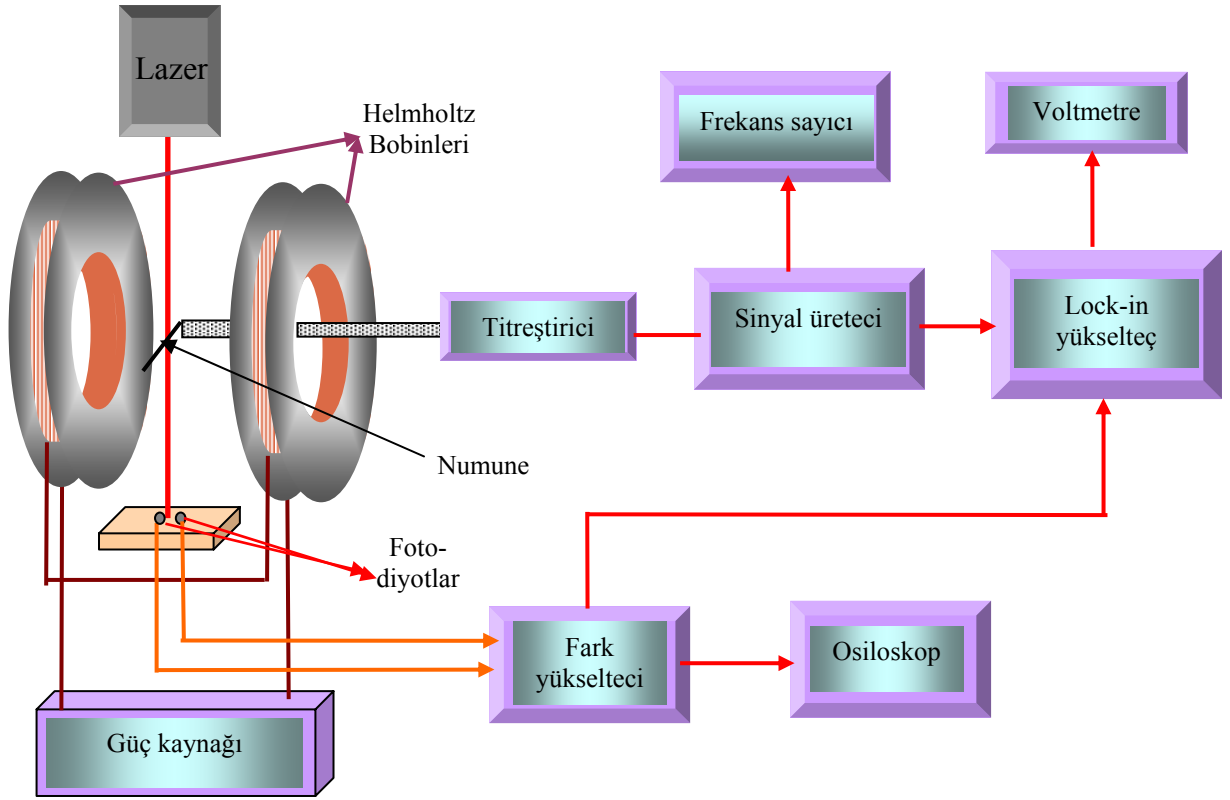 Lazer
Helmholtz
Bobinleri
Frekans sayıcı
Voltmetre
Titreştirici
Sinyal üreteci
Lock-in
yükselteç
Numune
Foto-
diyotlar
Fark
yükselteci
Osiloskop
Güç kaynağı